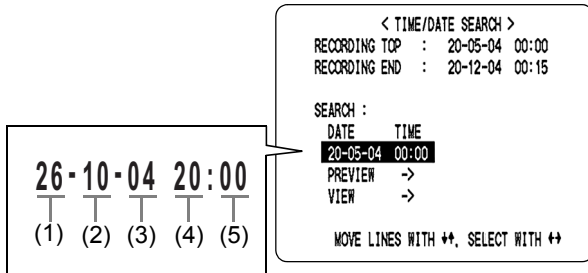 < TIME/DATE SEARCH >
RECORDING TOP : 20-05-04 00:00
RECORDING END : 20-12-04 00:15
SEARCH :
DATE TIME
20-05-04 00:00
PREVIEW ->
VIEW ->
MOVE LINES WITH ↓↑, SELECT WITH ←→
26-10-04 20:00
(1) (2) (3) (4) (5)